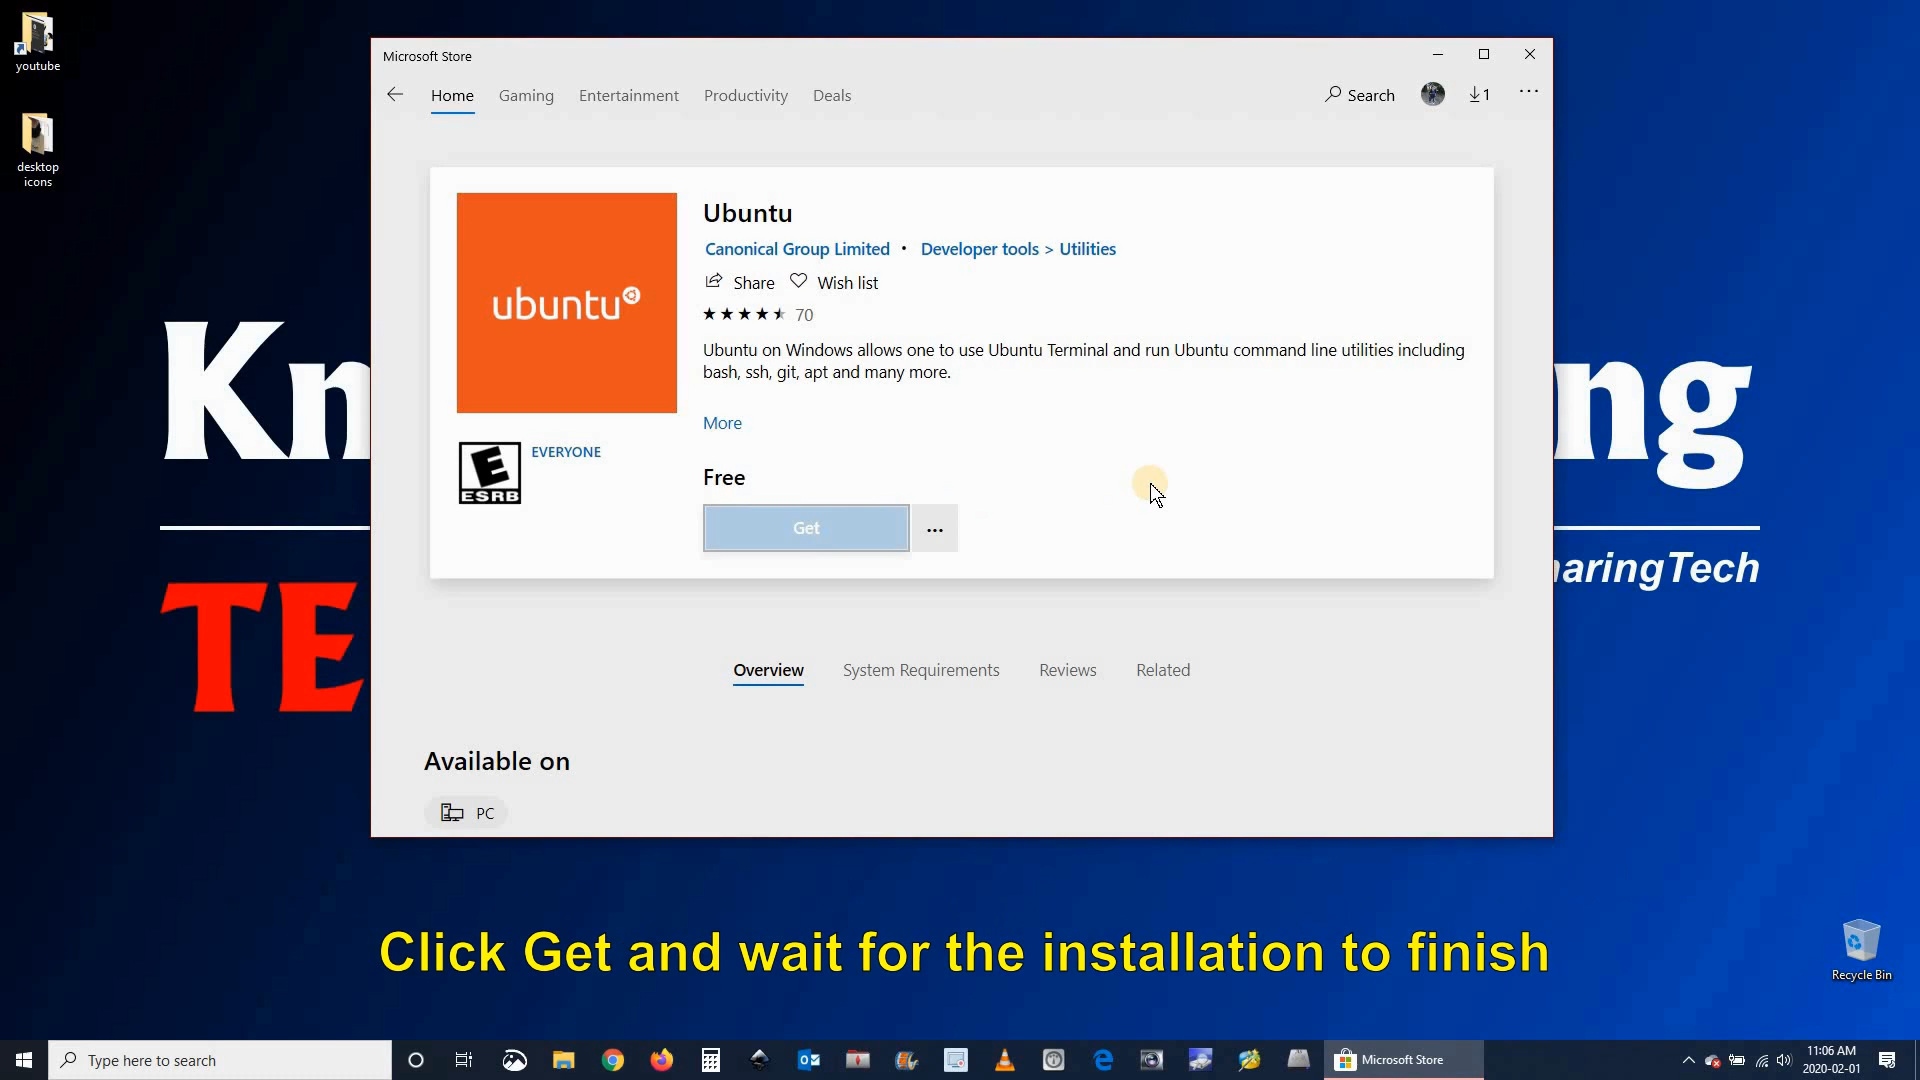 youtube
desktop
icons
Microsoft Store
Home
Gaming
Entertainment
Productivity
Deals
Search
1
ubuntu
Ubuntu
Canonical Group Limited • Developer tools > Utilities
Share
Wish list
70
Ubuntu on Windows allows one to use Ubuntu Terminal and run Ubuntu command line utilities including
bash, ssh, git, apt and many more.
More
E
ESRB
EVERYONE
Free
Get
...
Overview
System Requirements
Reviews
Related
Available on
PC
Kn
ng
TE
aringTech
Click Get and wait for the installation to finish
Recycle Bin
Type here to search
Microsoft Store
11:06 AM
2020-02-01